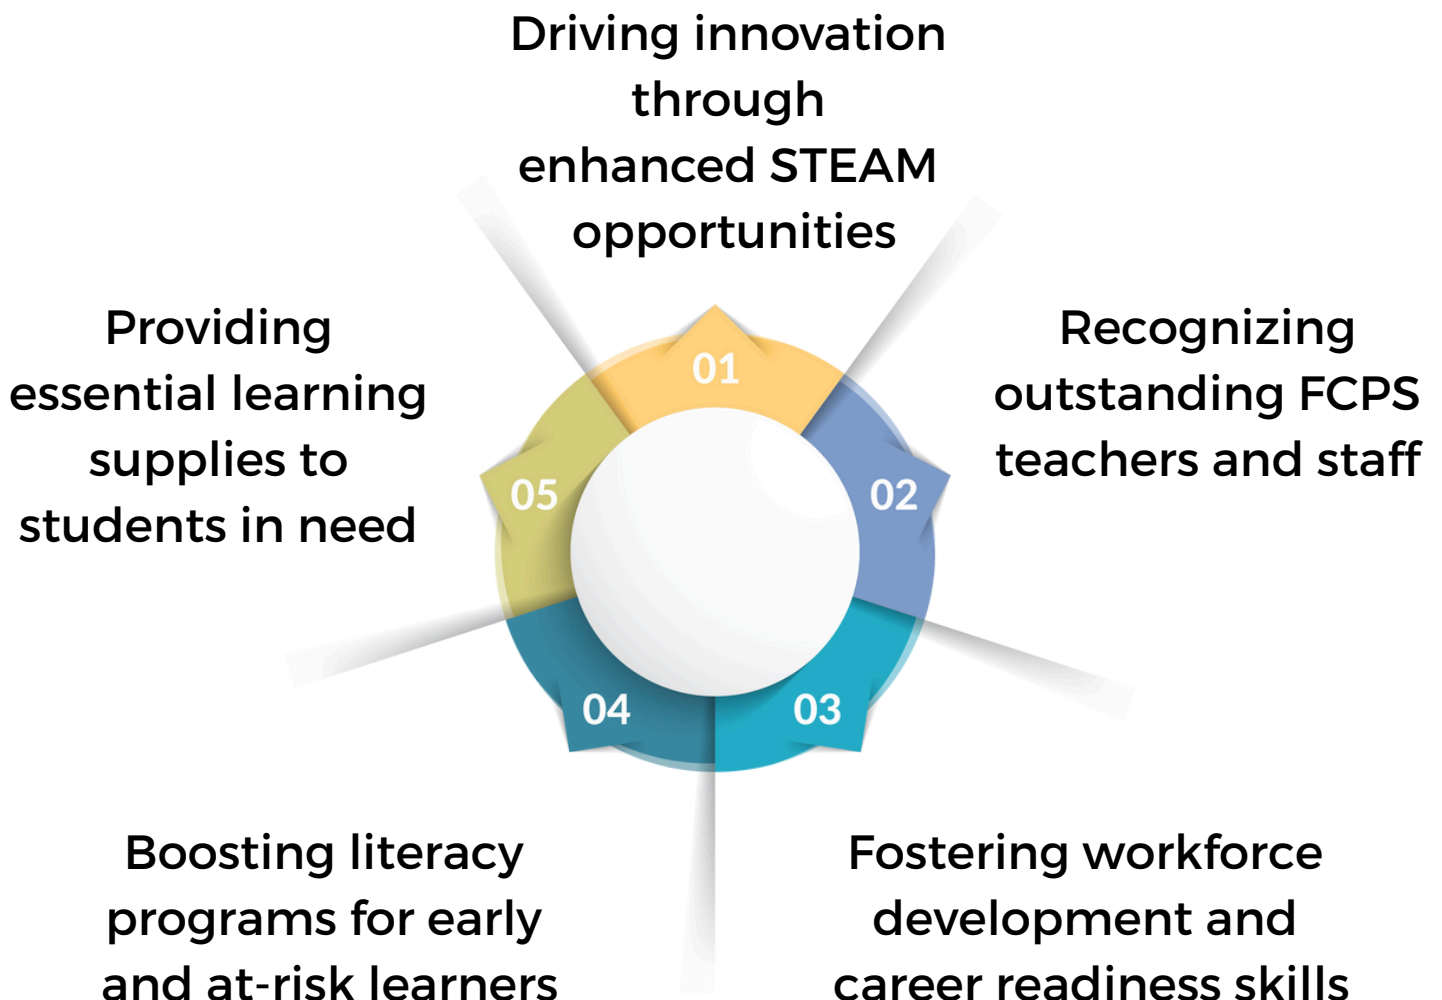 Driving innovation
through
enhanced STEAM
opportunities
01
Recognizing
outstanding FCPS
teachers and staff
02
Fostering workforce
development and
career readiness skills
03
Boosting literacy
programs for early
and at-risk learners
04
Providing
essential learning
supplies to
students in need
05